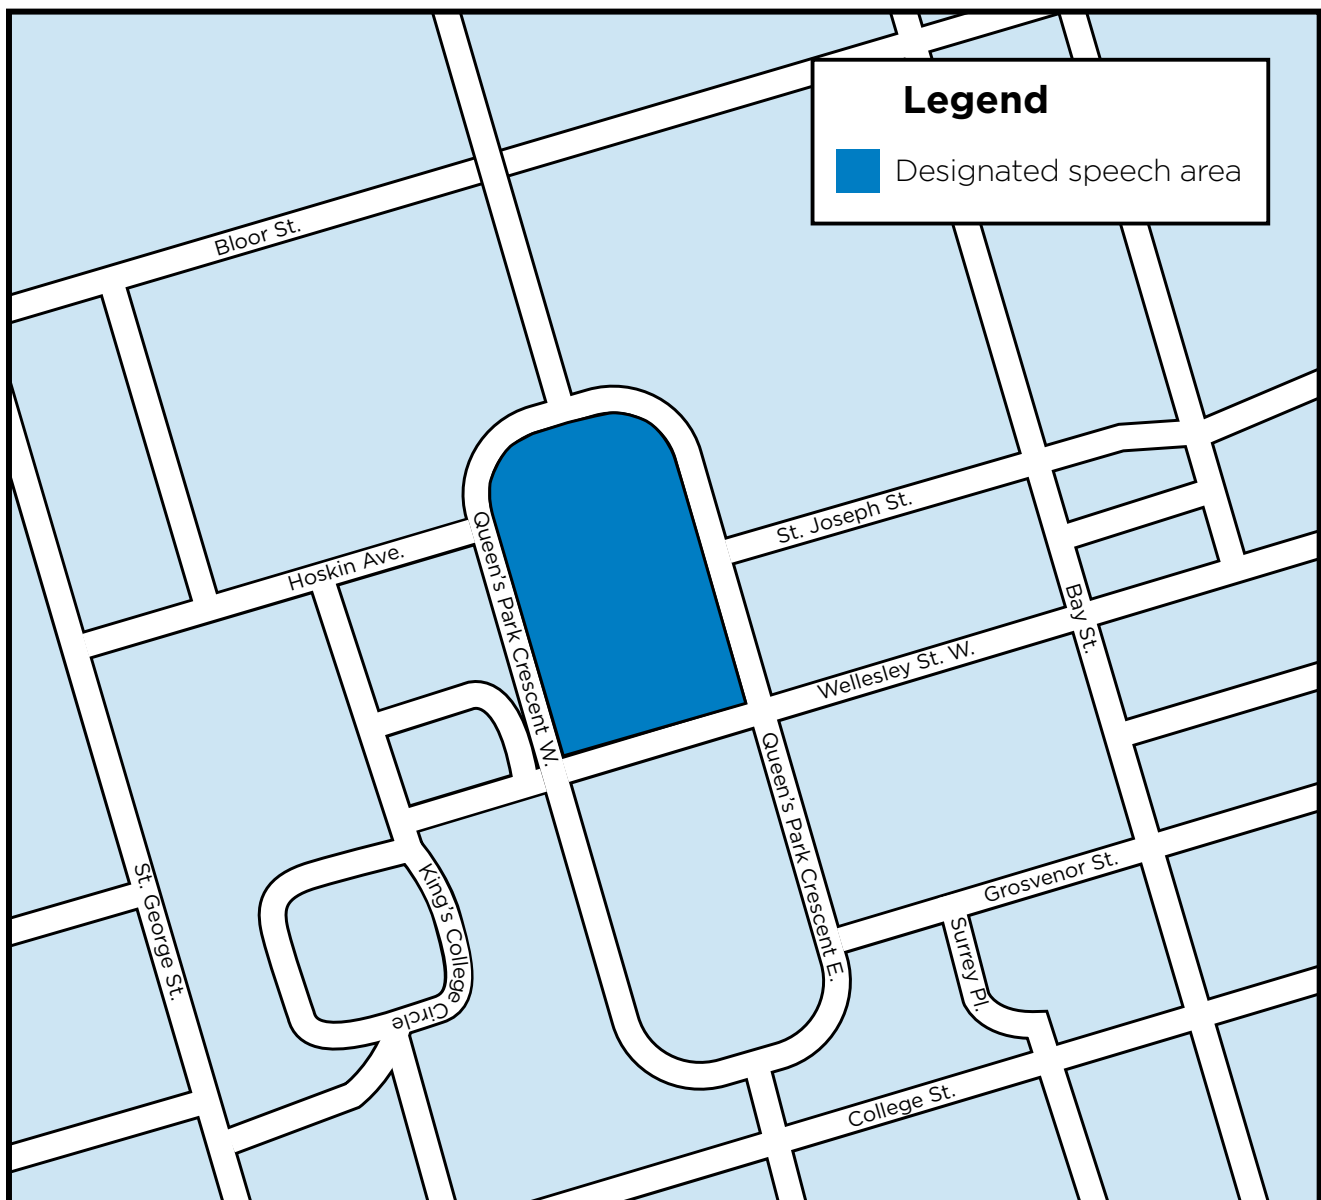 Legend
Designated speech area
Bloor St.
Hoskin Ave.
St. Joseph St.
Queen's Park Crescent W.
Bay St.
Wellesley St. W.
Queen's Park Crescent E.
St. George St.
King's College Circle
Grosvenor St.
Surrey Pl.
College St.